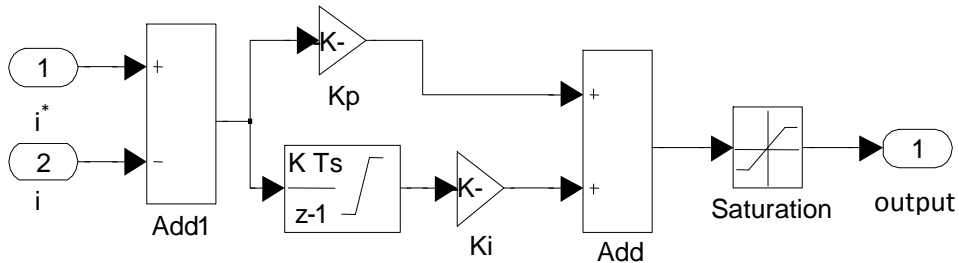 1
+
K-
Kp
i*
+
2
−
K Ts
z-1
K-
+
1
i
Add1
Ki
Add
Saturation
output